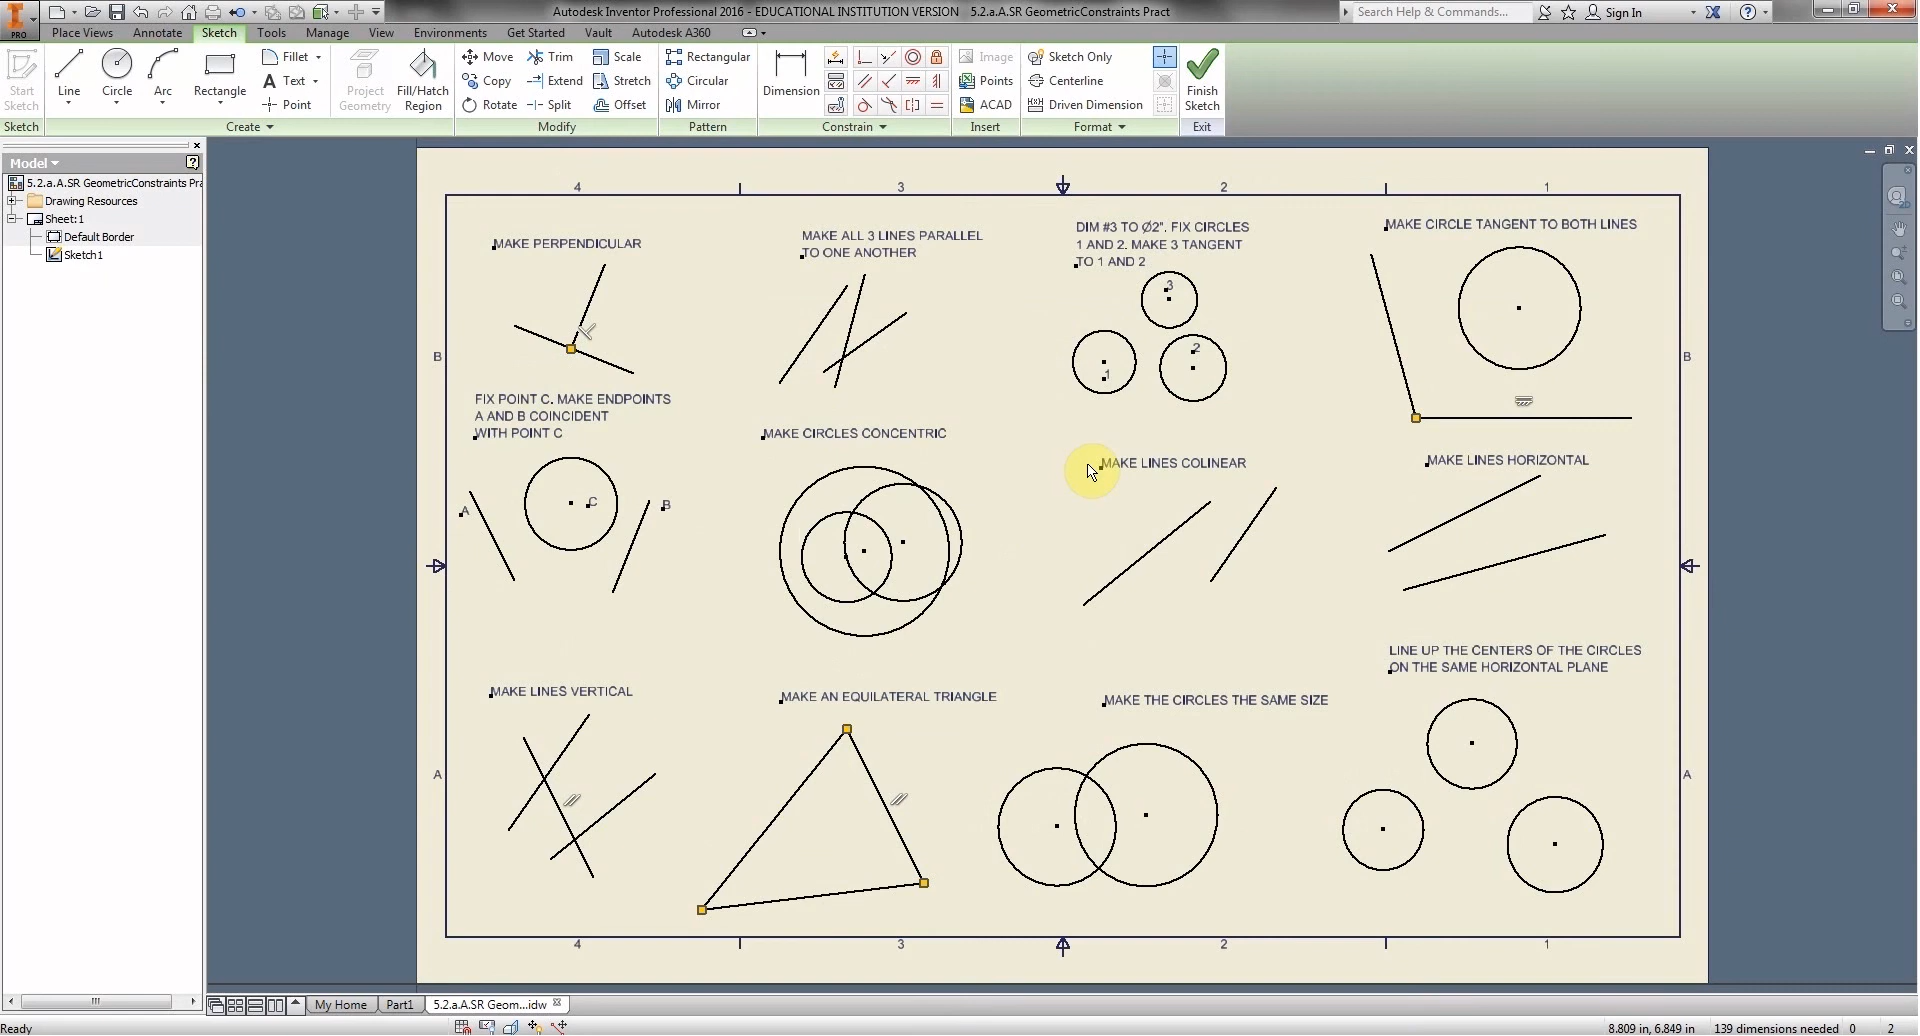 Autodesk Inventor Professional 2016 - EDUCATIONAL INSTITUTION VERSION 5.2.a.A.SR GeometricConstraints Pract
Search Help & Commands...
Sign In
PRO
Place Views Annotate Sketch Tools Manage View Environments Get Started Vault Autodesk A360
Start Sketch
Line
Circle
Arc
Rectangle
Fillet
Text
Point
Project Geometry
Fill/Hatch Region
Move Trim Scale
Copy Extend Stretch
Rotate Split Offset
Rectangular
Circular
Mirror
Dimension
Image
Points
ACAD
Sketch Only
Centerline
Driven Dimension
Finish Sketch
Sketch Create Modify Pattern Constrain Insert Format Exit
Model
5.2.a.A.SR GeometricConstraints Pra
Drawing Resources
Sheet:1
Default Border
Sketch1
4 3 2 1
B B
A A
MAKE PERPENDICULAR
MAKE ALL 3 LINES PARALLEL
TO ONE ANOTHER
DIM #3 TO Ø2". FIX CIRCLES
1 AND 2. MAKE 3 TANGENT
TO 1 AND 2
3
1
2
MAKE CIRCLE TANGENT TO BOTH LINES
FIX POINT C. MAKE ENDPOINTS
A AND B COINCIDENT
WITH POINT C
A
C
B
MAKE CIRCLES CONCENTRIC
MAKE LINES COLINEAR
MAKE LINES HORIZONTAL
MAKE LINES VERTICAL
MAKE AN EQUILATERAL TRIANGLE
MAKE THE CIRCLES THE SAME SIZE
LINE UP THE CENTERS OF THE CIRCLES
ON THE SAME HORIZONTAL PLANE
4 3 2 1
My Home Part1 5.2.a.A.SR Geom...idw
Ready
8.809 in, 6.849 in 139 dimensions needed 0 2